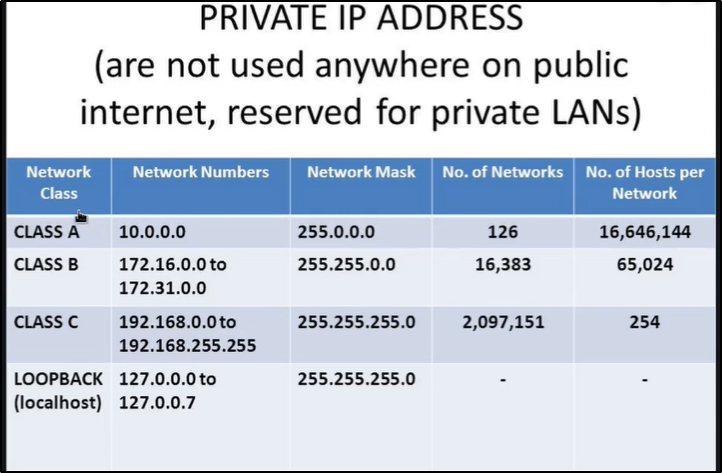 PRIVATE IP ADDRESS
(are not used anywhere on public
internet, reserved for private LANs)
Network Class Network Numbers Network Mask No. of Networks No. of Hosts per Network
CLASS A 10.0.0.0 255.0.0.0 126 16,646,144
CLASS B 172.16.0.0 to 172.31.0.0 255.255.0.0 16,383 65,024
CLASS C 192.168.0.0 to 192.168.255.255 255.255.255.0 2,097,151 254
LOOPBACK (localhost) 127.0.0.0 to 127.0.0.7 255.255.255.0 - -